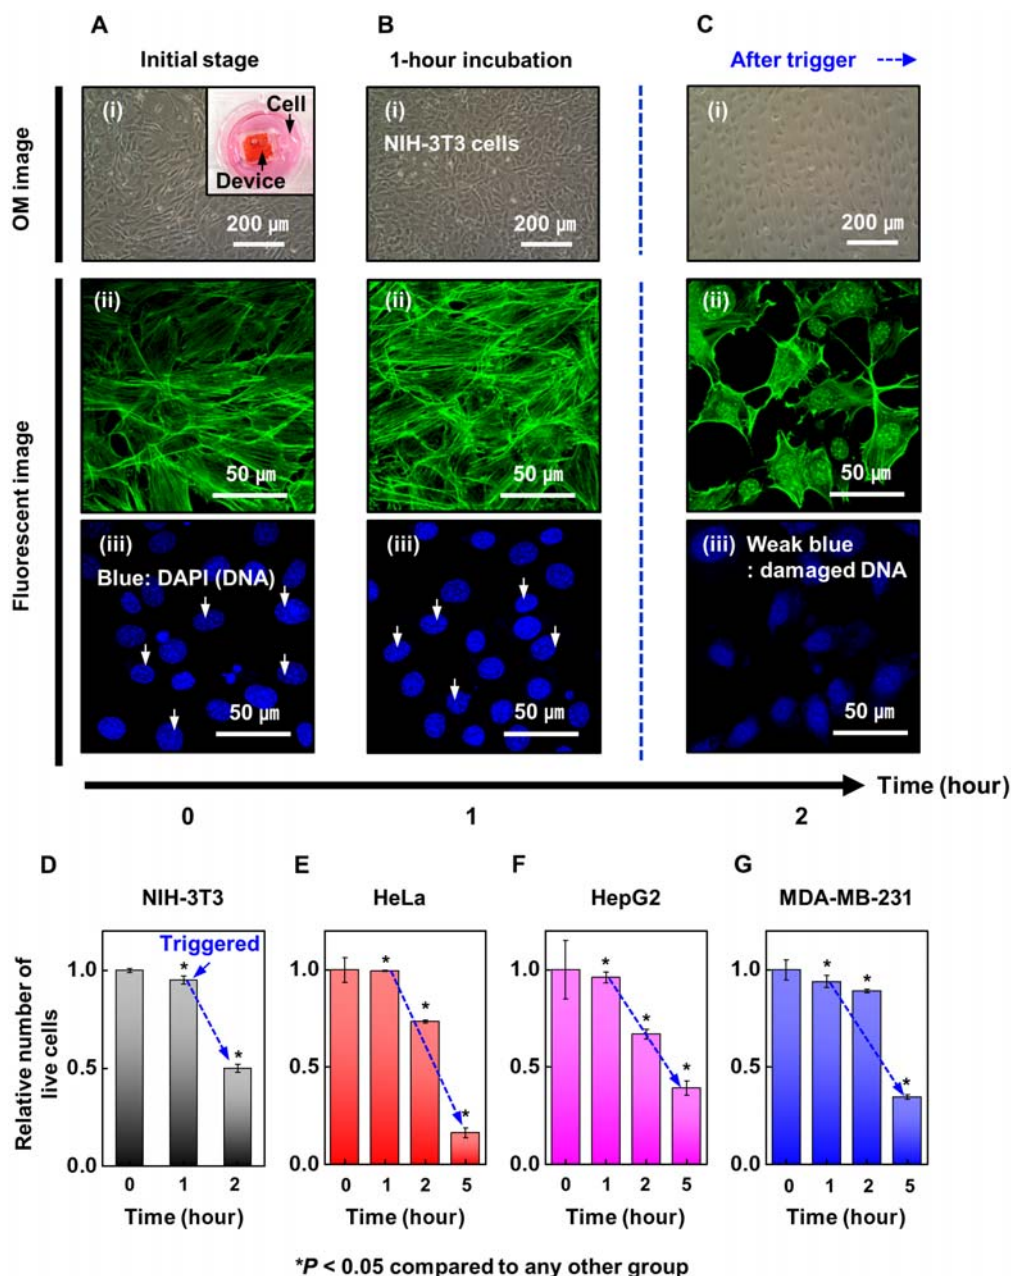 A
B
C
Initial stage
1-hour incubation
After trigger
OM image
(i)
Cell
Device
200 µm
(i)
NIH-3T3 cells
200 µm
(i)
200 µm
Fluorescent image
(ii)
50 µm
(ii)
50 µm
(ii)
50 µm
(iii)
Blue: DAPI (DNA)
50 µm
(iii)
50 µm
(iii) Weak blue
: damaged DNA
50 µm
Time (hour)
0
1
2
D
E
F
G
NIH-3T3
HeLa
HepG2
MDA-MB-231
Relative number of
live cells
1.0
0.5
0.0
Triggered
*
*
0 1 2
Time (hour)
1.0
0.5
0.0
*
*
*
0 1 2 5
Time (hour)
1.0
0.5
0.0
*
*
*
0 1 2 5
Time (hour)
1.0
0.5
0.0
*
*
*
0 1 2 5
Time (hour)
*P < 0.05 compared to any other group